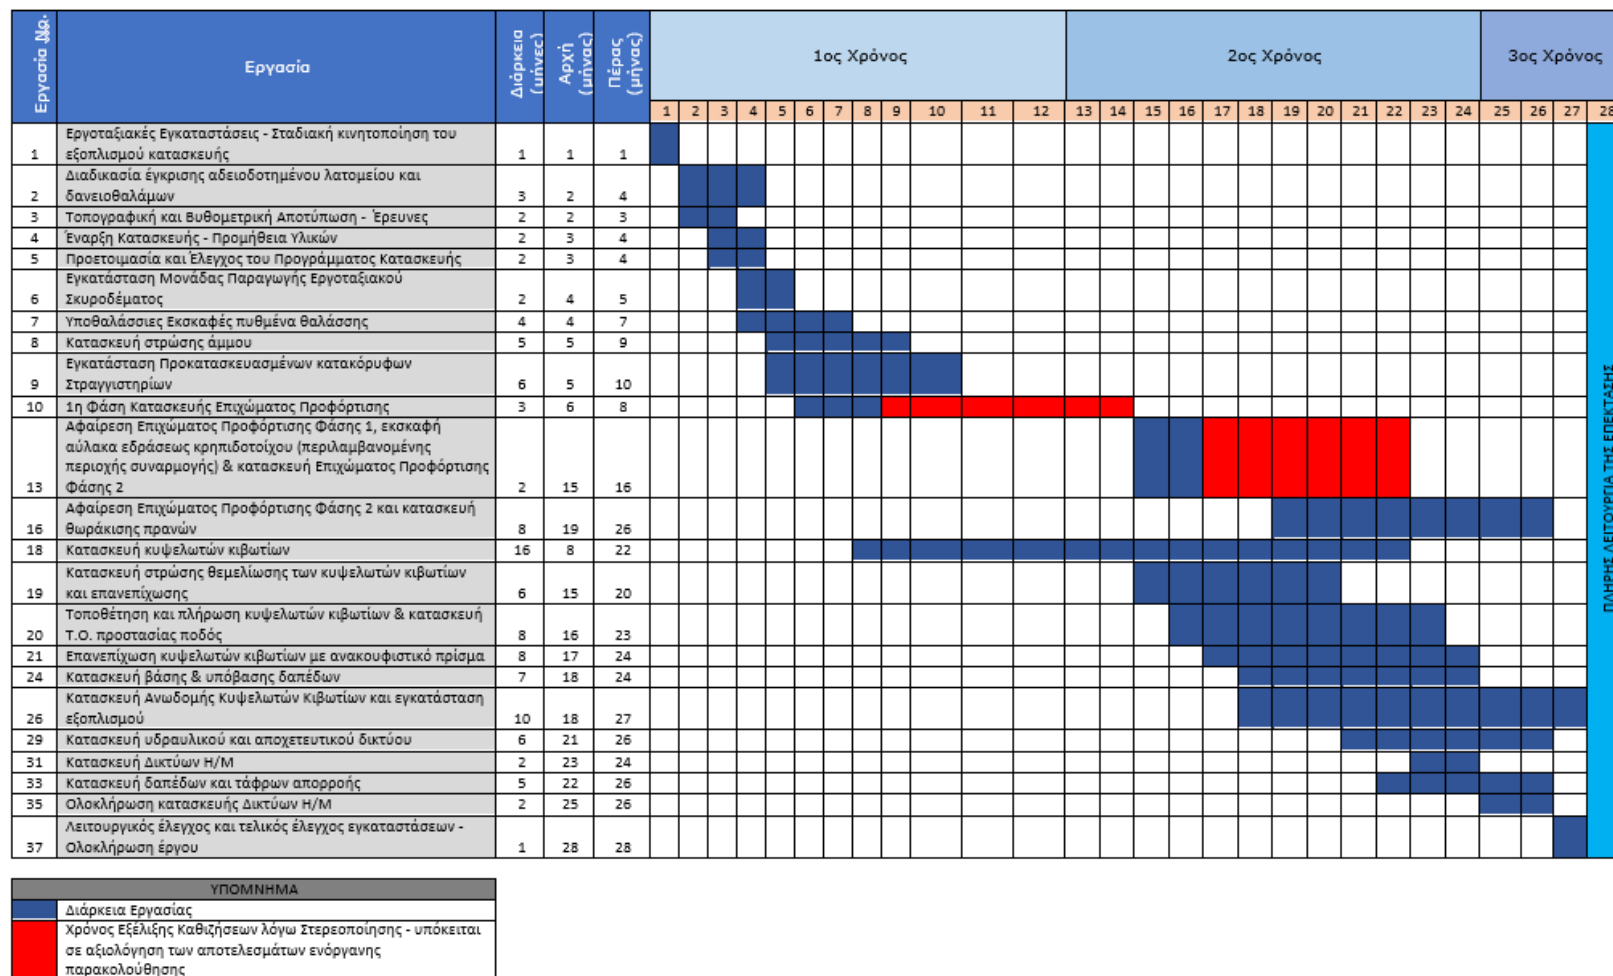 Εργασία Νο.
Εργασία
Διάρκεια
(μήνες)
Αρχή
(μήνας)
Πέρας
(μήνας)
1ος Χρόνος
2ος Χρόνος
3ος Χρόνος
1 2 3 4 5 6 7 8 9 10 11 12 13 14 15 16 17 18 19 20 21 22 23 24 25 26 27 28
Εργοταξιακές Εγκαταστάσεις - Σταδιακή κινητοποίηση του
1 εξοπλισμού κατασκευής 1 1 1
Διαδικασία έγκρισης αδειοδοτημένου λατομείου και
2 δανειοθαλάμων 3 2 4
3 Τοπογραφική και Βυθομετρική Αποτύπωση - Έρευνες 2 2 3
4 Έναρξη Κατασκευής - Προμήθεια Υλικών 2 3 4
5 Προετοιμασία και Έλεγχος του Προγράμματος Κατασκευής 2 3 4
Εγκατάσταση Μονάδας Παραγωγής Εργοταξιακού
6 Σκυροδέματος 2 4 5
7 Υποθαλάσσιες Εκσκαφές πυθμένα θαλάσσης 4 4 7
8 Κατασκευή στρώσης άμμου 5 5 9
Εγκατάσταση Προκατασκευασμένων κατακόρυφων
9 Στραγγιστηρίων 6 5 10
10 1η Φάση Κατασκευής Επιχώματος Προφόρτισης 3 6 8
Αφαίρεση Επιχώματος Προφόρτισης Φάσης 1, εκσκαφή
αύλακα εδράσεως κρηπιδοτοίχου (περιλαμβανομένης
περιοχής συναρμογής) & κατασκευή Επιχώματος Προφόρτισης
13 Φάσης 2 2 15 16
Αφαίρεση Επιχώματος Προφόρτισης Φάσης 2 και κατασκευή
16 θωράκισης πρανών 8 19 26
18 Κατασκευή κυψελωτών κιβωτίων 16 8 22
Κατασκευή στρώσης θεμελίωσης των κυψελωτών κιβωτίων
19 και επανεπίχωσης 6 15 20
Τοποθέτηση και πλήρωση κυψελωτών κιβωτίων & κατασκευή
20 Τ.Ο. προστασίας ποδός 8 16 23
21 Επανεπίχωση κυψελωτών κιβωτίων με ανακουφιστικό πρίσμα 8 17 24
24 Κατασκευή βάσης & υπόβασης δαπέδων 7 18 24
Κατασκευή Ανωδομής Κυψελωτών Κιβωτίων και εγκατάσταση
26 εξοπλισμού 10 18 27
29 Κατασκευή υδραυλικού και αποχετευτικού δικτύου 6 21 26
31 Κατασκευή Δικτύων Η/Μ 2 23 24
33 Κατασκευή δαπέδων και τάφρων απορροής 5 22 26
35 Ολοκλήρωση κατασκευής Δικτύων Η/Μ 2 25 26
Λειτουργικός έλεγχος και τελικός έλεγχος εγκαταστάσεων -
37 Ολοκλήρωση έργου 1 28 28
ΠΛΗΡΗΣ ΛΕΙΤΟΥΡΓΙΑ ΤΗΣ ΕΠΕΚΤΑΣΗΣ
ΥΠΟΜΝΗΜΑ
Διάρκεια Εργασίας
Χρόνος Εξέλιξης Καθιζήσεων λόγω Στερεοποίησης - υπόκειται
σε αξιολόγηση των αποτελεσμάτων ενόργανης
παρακολούθησης